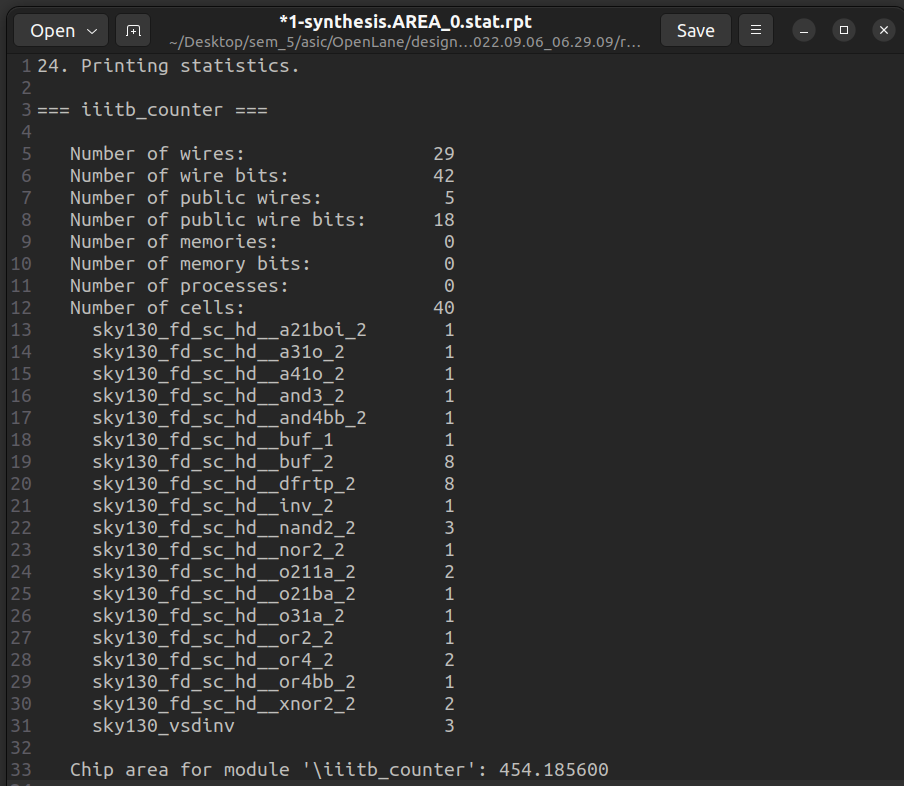 Open
*1-synthesis.AREA_0.stat.rpt
~/Desktop/sem_5/asic/OpenLane/design...022.09.06_06.29.09/r...
Save
1 24. Printing statistics.
2
3 === iiitb_counter ===
4
5 Number of wires: 29
6 Number of wire bits: 42
7 Number of public wires: 5
8 Number of public wire bits: 18
9 Number of memories: 0
10 Number of memory bits: 0
11 Number of processes: 0
12 Number of cells: 40
13 sky130_fd_sc_hd__a21boi_2 1
14 sky130_fd_sc_hd__a31o_2 1
15 sky130_fd_sc_hd__a41o_2 1
16 sky130_fd_sc_hd__and3_2 1
17 sky130_fd_sc_hd__and4bb_2 1
18 sky130_fd_sc_hd__buf_1 1
19 sky130_fd_sc_hd__buf_2 8
20 sky130_fd_sc_hd__dfrtp_2 8
21 sky130_fd_sc_hd__inv_2 1
22 sky130_fd_sc_hd__nand2_2 3
23 sky130_fd_sc_hd__nor2_2 1
24 sky130_fd_sc_hd__o211a_2 2
25 sky130_fd_sc_hd__o21ba_2 1
26 sky130_fd_sc_hd__o31a_2 1
27 sky130_fd_sc_hd__or2_2 1
28 sky130_fd_sc_hd__or4_2 2
29 sky130_fd_sc_hd__or4bb_2 1
30 sky130_fd_sc_hd__xnor2_2 2
31 sky130_vsdinv 3
32
33 Chip area for module '\iiitb_counter': 454.185600